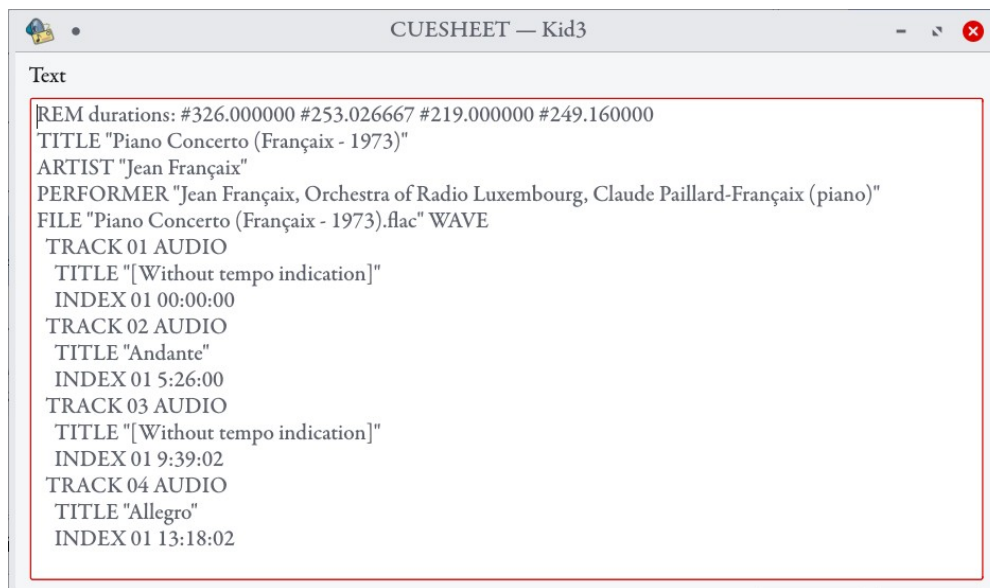 CUESHEET — Kid3
Text
REM durations: #326.000000 #253.026667 #219.000000 #249.160000
TITLE "Piano Concerto (Françaix - 1973)"
ARTIST "Jean Françaix"
PERFORMER "Jean Françaix, Orchestra of Radio Luxembourg, Claude Paillard-Françaix (piano)"
FILE "Piano Concerto (Françaix - 1973).flac" WAVE
TRACK 01 AUDIO
TITLE "[Without tempo indication]"
INDEX 01 00:00:00
TRACK 02 AUDIO
TITLE "Andante"
INDEX 01 5:26:00
TRACK 03 AUDIO
TITLE "[Without tempo indication]"
INDEX 01 9:39:02
TRACK 04 AUDIO
TITLE "Allegro"
INDEX 01 13:18:02